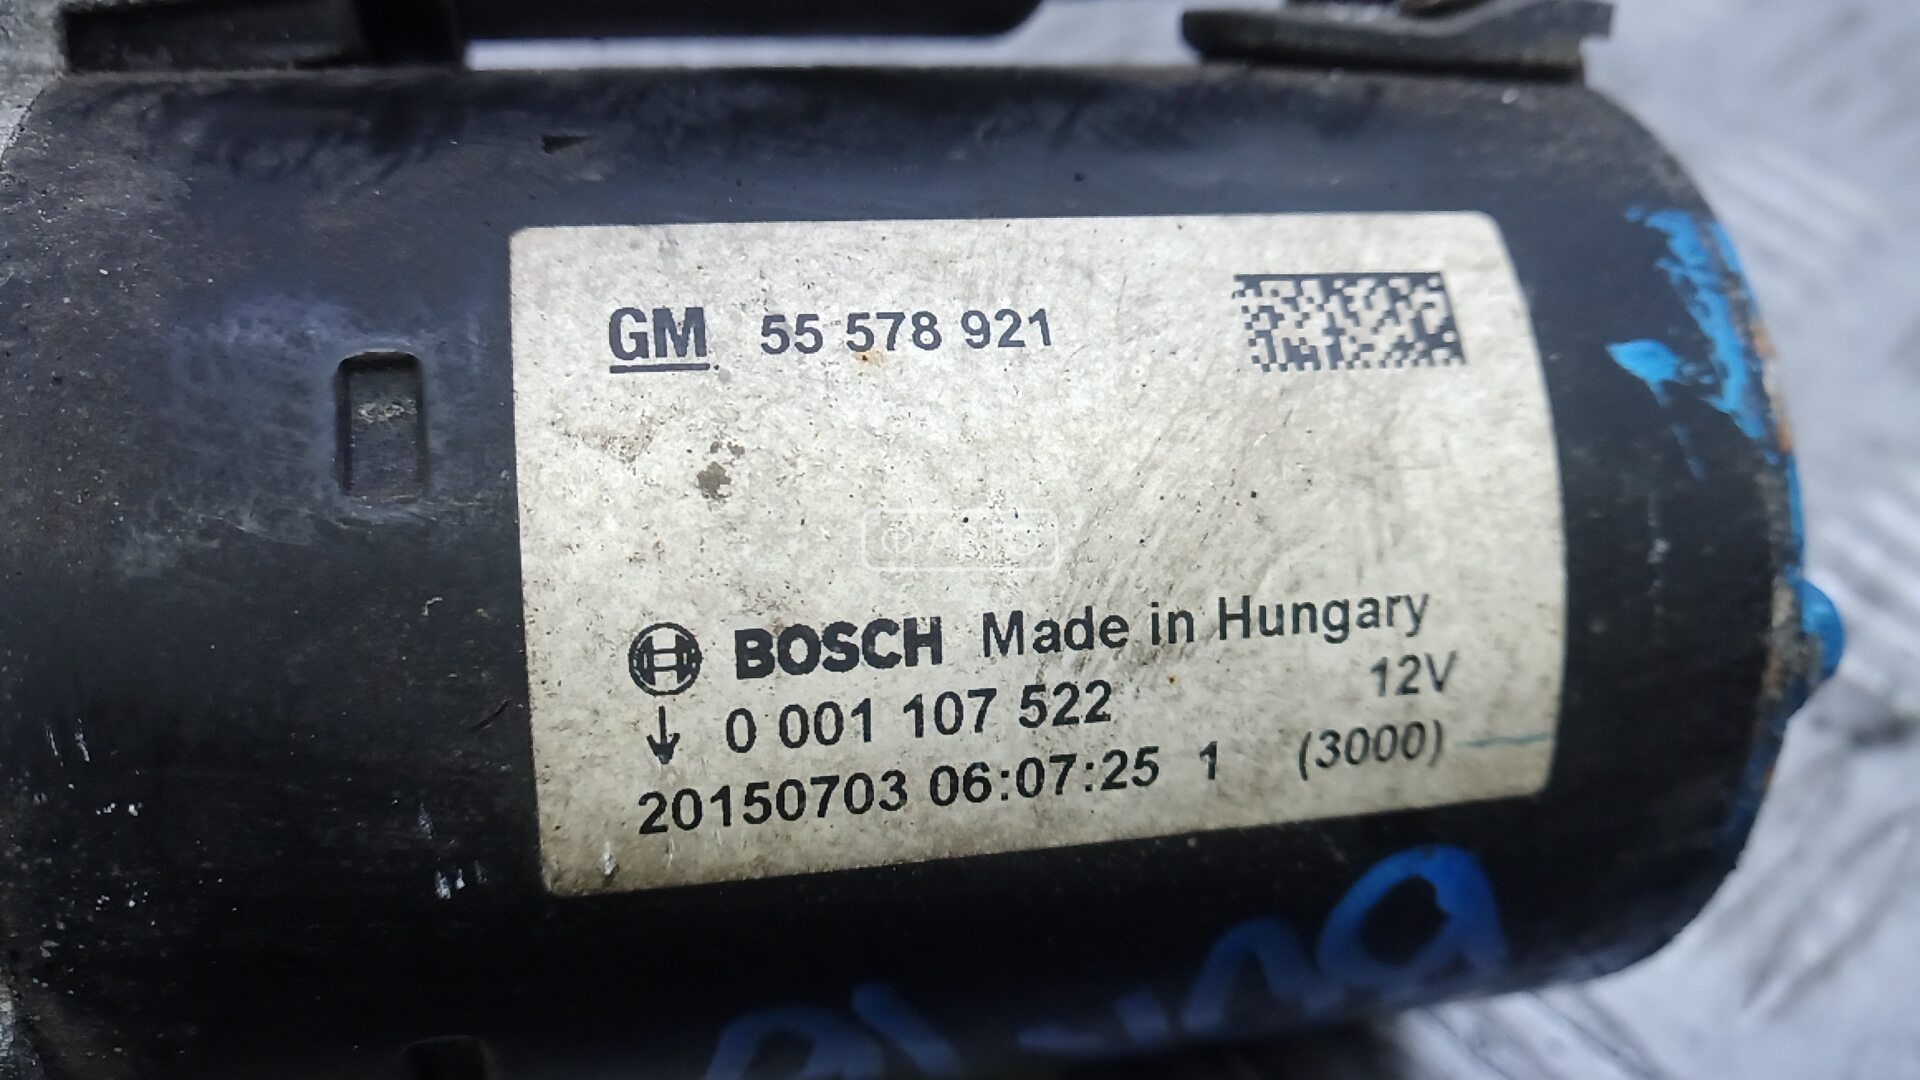 GM 55 578 921
ФАВТО
BOSCH Made in Hungary
0 001 107 522 12V
20150703 06:07:25 1 (3000)